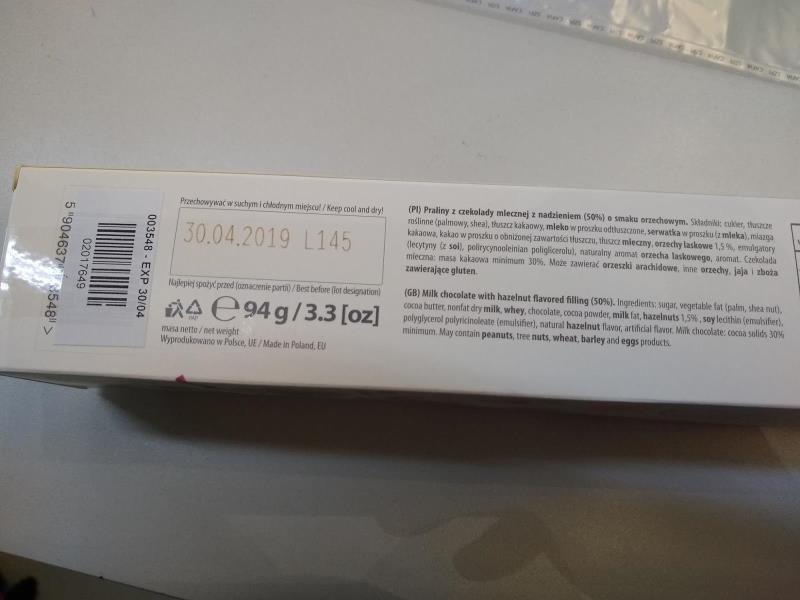 Przechowywać w suchym i chłodnym miejscu! / Keep cool and dry!
30.04.2019 L145
Najlepiej spożyć przed (oznaczenie partii) / Best before (lot designation)
PAP
℮ 94 g / 3.3 [oz]
masa netto / net weight
Wyprodukowano w Polsce, UE / Made in Poland, EU
003548 - EXP 30/04
02017649
5 904637 3548 >
(Pl) Praliny z czekolady mlecznej z nadzieniem (50%) o smaku orzechowym. Składniki: cukier, tłuszcze
roślinne (palmowy, shea), tłuszcz kakaowy, mleko w proszku odtłuszczone, serwatka w proszku (z mleka), miazga
kakaowa, kakao w proszku o obniżonej zawartości tłuszczu, tłuszcz mleczny, orzechy laskowe 1,5 %, emulgatory
(lecytyny (z soi), polirycynooleinian poliglicerolu), naturalny aromat orzecha laskowego, aromat. Czekolada
mleczna: masa kakaowa minimum 30%. Może zawierać orzeszki arachidowe, inne orzechy, jaja i zboża
zawierające gluten.
(GB) Milk chocolate with hazelnut flavored filling (50%). Ingredients: sugar, vegetable fat (palm, shea nut),
cocoa butter, nonfat dry milk, whey, chocolate, cocoa powder, milk fat, hazelnuts 1,5% , soy lecithin (emulsifier),
polyglycerol polyricinoleate (emulsifier), natural hazelnut flavor, artificial flavor. Milk chocolate: cocoa solids 30%
minimum. May contain peanuts, tree nuts, wheat, barley and eggs products.